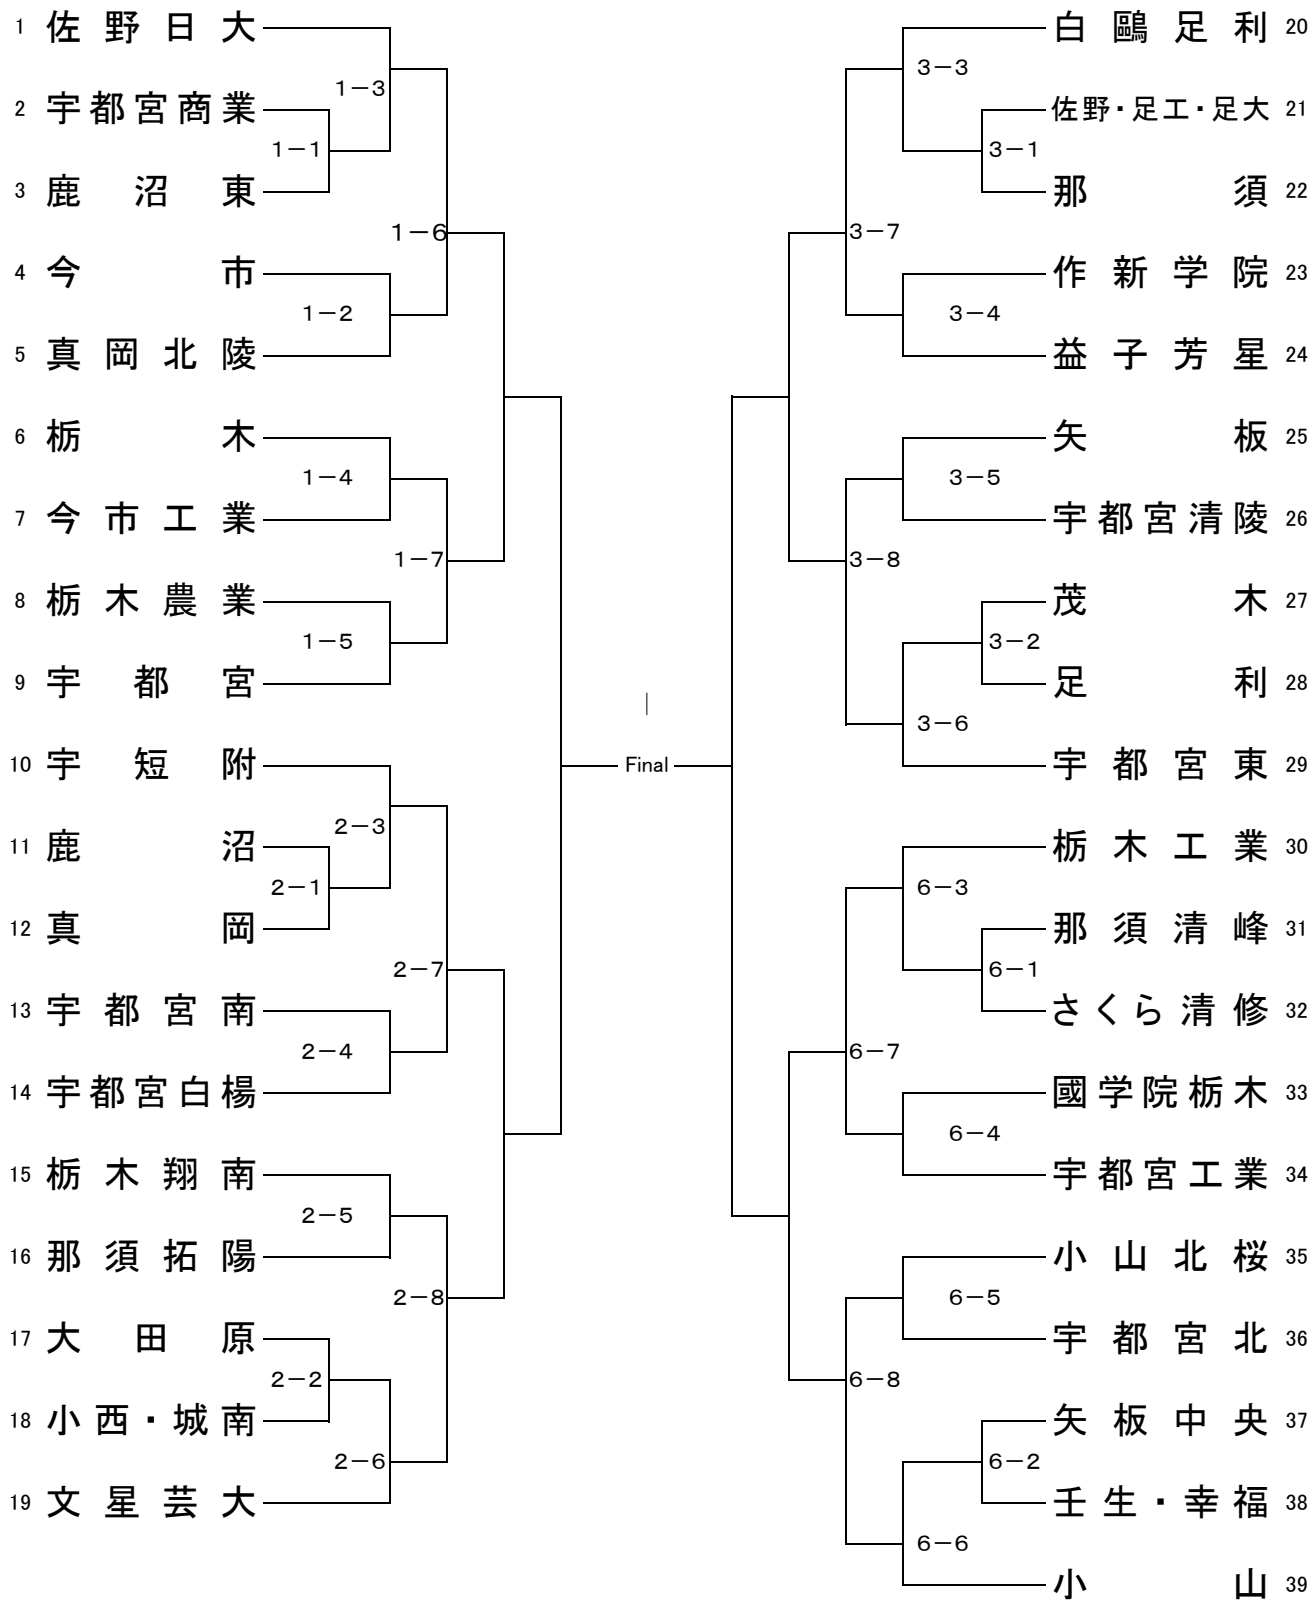 1 佐野日大
1－3
2 宇都宮商業
1－1
3 鹿沼東
1－6
4 今市
1－2
5 真岡北陵
6 栃木
1－4
7 今市工業
1－7
8 栃木農業
1－5
9 宇都宮
10 宇短附
2－3
11 鹿沼
2－1
12 真岡
2－7
13 宇都宮南
2－4
14 宇都宮白楊
15 栃木翔南
2－5
16 那須拓陽
2－8
17 大田原
2－2
18 小西・城南
2－6
19 文星芸大
|
Final
白鷗足利 20
3－3
佐野・足工・足大 21
3－1
那須 22
3－7
作新学院 23
3－4
益子芳星 24
矢板 25
3－5
宇都宮清陵 26
3－8
茂木 27
3－2
足利 28
3－6
宇都宮東 29
栃木工業 30
6－3
那須清峰 31
6－1
さくら清修 32
6－7
國学院栃木 33
6－4
宇都宮工業 34
小山北桜 35
6－5
宇都宮北 36
6－8
矢板中央 37
6－2
壬生・幸福 38
6－6
小山 39